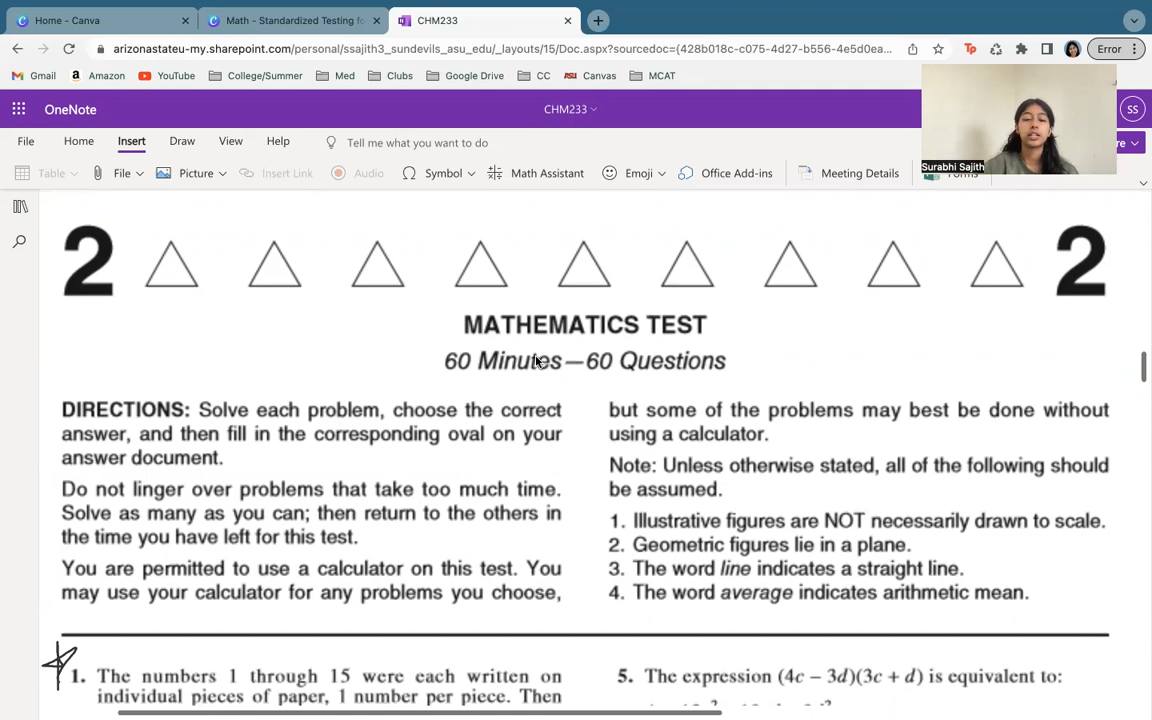 Home - Canva
Math - Standardized Testing fo
CHM233
arizonastateu-my.sharepoint.com/personal/ssajith3_sundevils_asu_edu/_layouts/15/Doc.aspx?sourcedoc={428b018c-c075-4d27-b556-4e5d0ea...
Error
Gmail
Amazon
YouTube
College/Summer
Med
Clubs
Google Drive
CC
ASU Canvas
MCAT
OneNote
CHM233
SS
File
Home
Insert
Draw
View
Help
Tell me what you want to do
Table
File
Picture
Insert Link
Audio
Symbol
Math Assistant
Emoji
Office Add-ins
Meeting Details
Forms
Surabhi Sajith
2 2
MATHEMATICS TEST
60 Minutes—60 Questions
DIRECTIONS: Solve each problem, choose the correct
answer, and then fill in the corresponding oval on your
answer document.
Do not linger over problems that take too much time.
Solve as many as you can; then return to the others in
the time you have left for this test.
You are permitted to use a calculator on this test. You
may use your calculator for any problems you choose,
but some of the problems may best be done without
using a calculator.
Note: Unless otherwise stated, all of the following should
be assumed.
1. Illustrative figures are NOT necessarily drawn to scale.
2. Geometric figures lie in a plane.
3. The word line indicates a straight line.
4. The word average indicates arithmetic mean.
1. The numbers 1 through 15 were each written on
individual pieces of paper, 1 number per piece. Then
5. The expression (4c − 3d)(3c + d) is equivalent to: